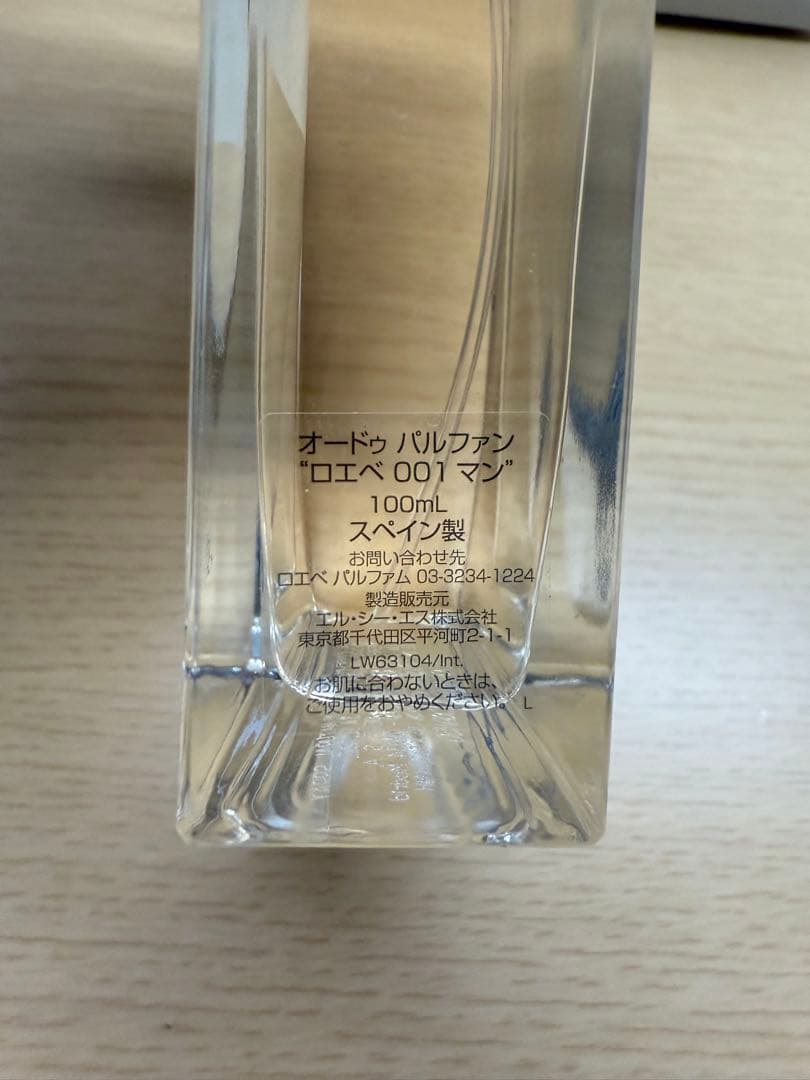 オードゥ パルファン
“ロエベ 001 マン”
100mL
スペイン製
お問い合わせ先
ロエベ パルファム 03-3234-1224
製造販売元
エル・シー・エス株式会社
東京都千代田区平河町2-1-1
LW63104/Int.
お肌に合わないときは、
ご使用をおやめください。 L